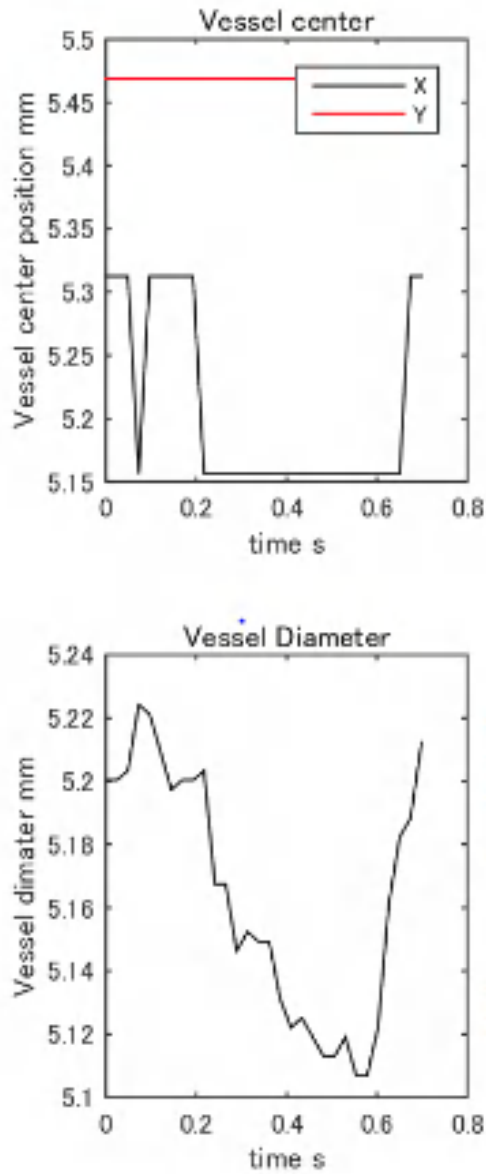 Vessel center
5.5
5.45
5.4
5.35
5.3
5.25
5.2
5.15
Vessel center position mm
X
Y
0 0.2 0.4 0.6 0.8
time s
Vessel Diameter
5.24
5.22
5.2
5.18
5.16
5.14
5.12
5.1
Vessel dimater mm
0 0.2 0.4 0.6 0.8
time s